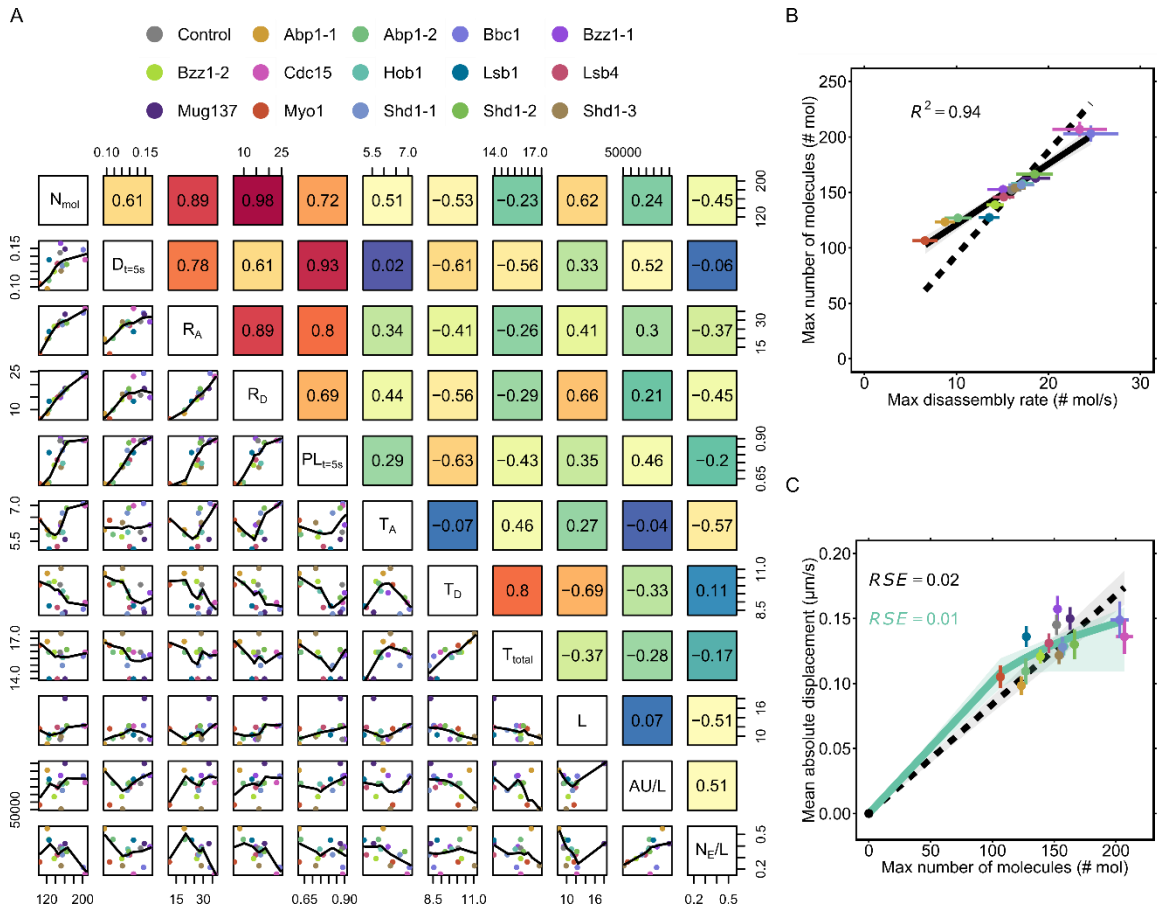 A
Control Abp1-1 Abp1-2 Bbc1 Bzz1-1
Bzz1-2 Cdc15 Hob1 Lsb1 Lsb4
Mug137 Myo1 Shd1-1 Shd1-2 Shd1-3
0.10 0.15 10 25 5.5 7.0 14.0 17.0 50000
N_mol 0.61 0.89 0.98 0.72 0.51 −0.53 −0.23 0.62 0.24 −0.45 120 200
0.10 0.15 D_t=5s 0.78 0.61 0.93 0.02 −0.61 −0.56 0.33 0.52 −0.06
R_A 0.89 0.8 0.34 −0.41 −0.26 0.41 0.3 −0.37 15 30
10 25 R_D 0.69 0.44 −0.56 −0.29 0.66 0.21 −0.45
PL_t=5s 0.29 −0.63 −0.43 0.35 0.46 −0.2 0.65 0.90
5.5 7.0 T_A −0.07 0.46 0.27 −0.04 −0.57
T_D 0.8 −0.69 −0.33 0.11 8.5 11.0
14.0 17.0 T_total −0.37 −0.28 −0.17
L 0.07 −0.51 10 16
50000 AU/L 0.51
N_E/L 0.2 0.5
120 200 15 30 0.65 0.90 8.5 11.0 10 16 0.2 0.5
B
R² = 0.94
Max number of molecules (# mol)
250
200
150
100
50
0
0 10 20 30
Max disassembly rate (# mol/s)
C
RSE = 0.02
RSE = 0.01
Mean absolute displacement (µm/s)
0.20
0.15
0.10
0.05
0.00
0 50 100 150 200
Max number of molecules (# mol)